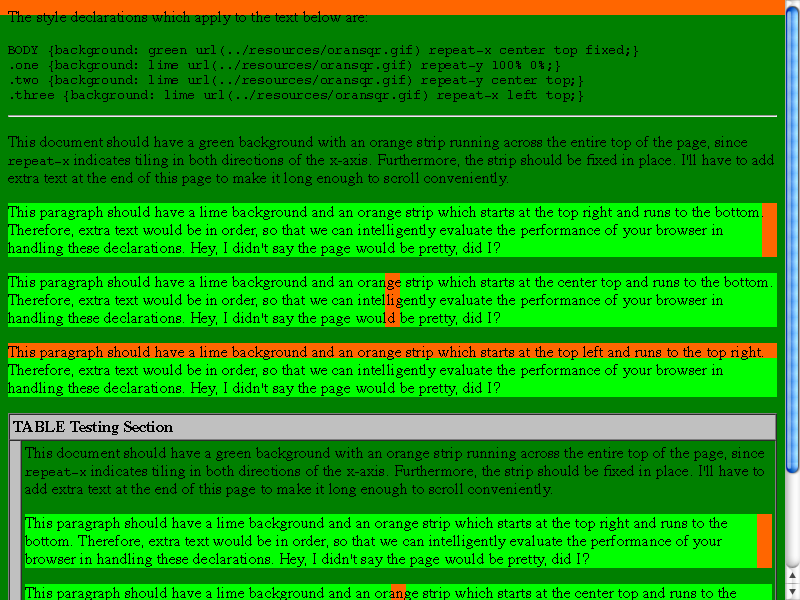 The style declarations which apply to the text below are:
BODY {background: green url(../resources/oransqr.gif) repeat-x center top fixed;}
.one {background: lime url(../resources/oransqr.gif) repeat-y 100% 0%;}
.two {background: lime url(../resources/oransqr.gif) repeat-y center top;}
.three {background: lime url(../resources/oransqr.gif) repeat-x left top;}
This document should have a green background with an orange strip running across the entire top of the page, since
repeat-x indicates tiling in both directions of the x-axis. Furthermore, the strip should be fixed in place. I'll have to add
extra text at the end of this page to make it long enough to scroll conveniently.
This paragraph should have a lime background and an orange strip which starts at the top right and runs to the bottom.
Therefore, extra text would be in order, so that we can intelligently evaluate the performance of your browser in
handling these declarations. Hey, I didn't say the page would be pretty, did I?
This paragraph should have a lime background and an orange strip which starts at the center top and runs to the bottom.
Therefore, extra text would be in order, so that we can intelligently evaluate the performance of your browser in
handling these declarations. Hey, I didn't say the page would be pretty, did I?
This paragraph should have a lime background and an orange strip which starts at the top left and runs to the top right.
Therefore, extra text would be in order, so that we can intelligently evaluate the performance of your browser in
handling these declarations. Hey, I didn't say the page would be pretty, did I?
TABLE Testing Section
This document should have a green background with an orange strip running across the entire top of the page, since
repeat-x indicates tiling in both directions of the x-axis. Furthermore, the strip should be fixed in place. I'll have to
add extra text at the end of this page to make it long enough to scroll conveniently.
This paragraph should have a lime background and an orange strip which starts at the top right and runs to the
bottom. Therefore, extra text would be in order, so that we can intelligently evaluate the performance of your
browser in handling these declarations. Hey, I didn't say the page would be pretty, did I?
This paragraph should have a lime background and an orange strip which starts at the center top and runs to the